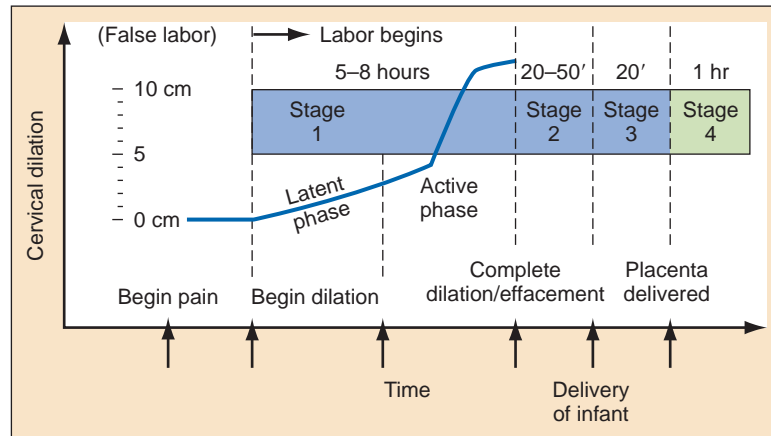 (False labor)
Labor begins
5–8 hours
20–50′
20′
1 hr
10 cm
5
0 cm
Cervical dilation
Stage
1
Stage
2
Stage
3
Stage
4
Latent
phase
Active
phase
Begin pain
Begin dilation
Complete
dilation/effacement
Placenta
delivered
Time
Delivery
of infant